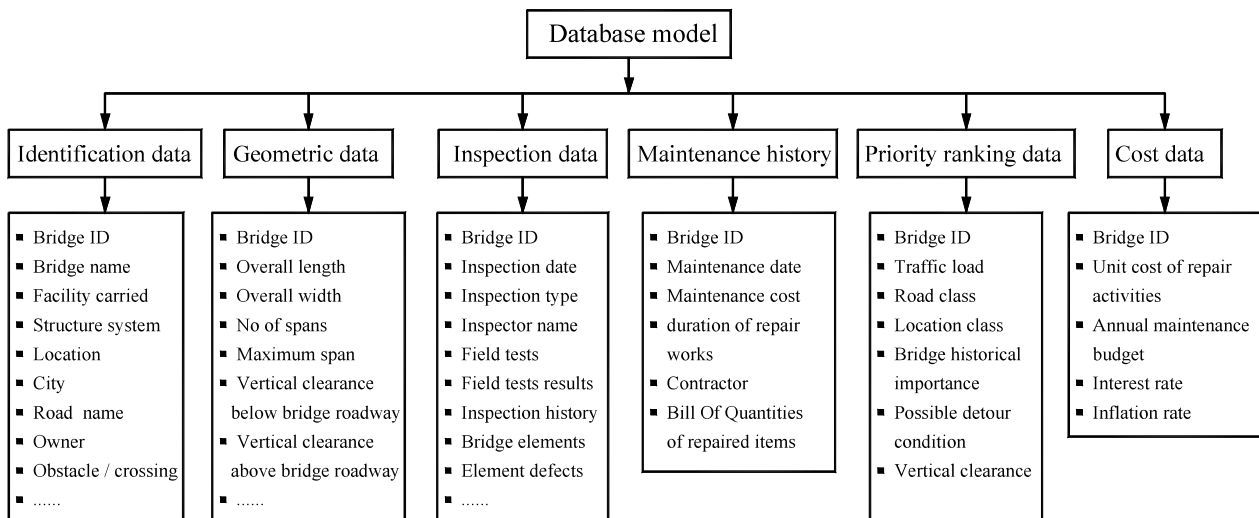 Database model
Identification data
Geometric data
Inspection data
Maintenance history
Priority ranking data
Cost data
▪ Bridge ID
▪ Bridge name
▪ Facility carried
▪ Structure system
▪ Location
▪ City
▪ Road name
▪ Owner
▪ Obstacle / crossing
▪ ......
▪ Bridge ID
▪ Overall length
▪ Overall width
▪ No of spans
▪ Maximum span
▪ Vertical clearance
below bridge roadway
▪ Vertical clearance
above bridge roadway
▪ ......
▪ Bridge ID
▪ Inspection date
▪ Inspection type
▪ Inspector name
▪ Field tests
▪ Field tests results
▪ Inspection history
▪ Bridge elements
▪ Element defects
▪ ......
▪ Bridge ID
▪ Maintenance date
▪ Maintenance cost
▪ duration of repair
works
▪ Contractor
▪ Bill Of Quantities
of repaired items
▪ Bridge ID
▪ Traffic load
▪ Road class
▪ Location class
▪ Bridge historical
importance
▪ Possible detour
condition
▪ Vertical clearance
▪ Bridge ID
▪ Unit cost of repair
activities
▪ Annual maintenance
budget
▪ Interest rate
▪ Inflation rate